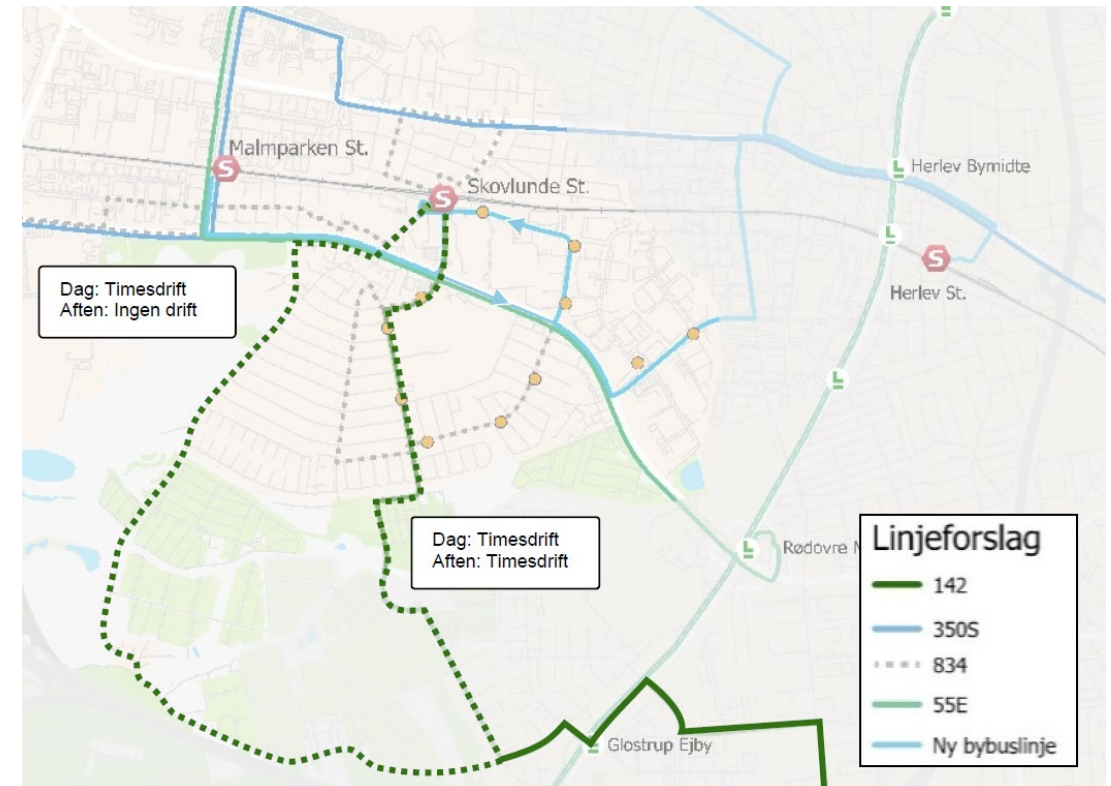 Malmparken St.
S
Skovlunde St.
S
L
Herlev Bymidte
L
L
S
Herlev St.
Dag: Timesdrift
Aften: Ingen drift
L
Dag: Timesdrift
Aften: Timesdrift
L
Rødovre
L
Glostrup Ejby
Linjeforslag
142
350S
834
55E
Ny bybuslinje